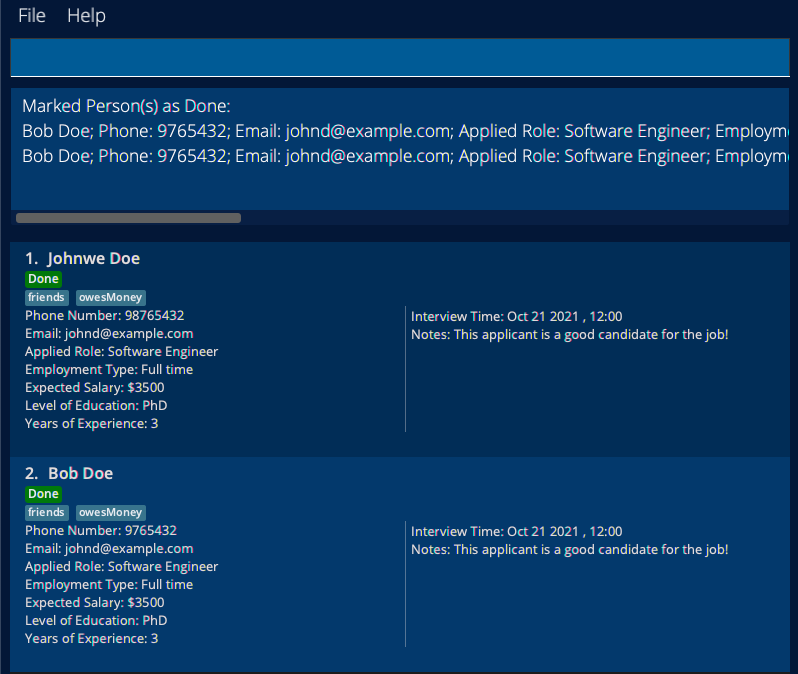 File Help
Marked Person(s) as Done:
Bob Doe; Phone: 9765432; Email: johnd@example.com; Applied Role: Software Engineer; Employm
Bob Doe; Phone: 9765432; Email: johnd@example.com; Applied Role: Software Engineer; Employm
1. Johnwe Doe
Done
friends owesMoney
Phone Number: 98765432
Email: johnd@example.com
Applied Role: Software Engineer
Employment Type: Full time
Expected Salary: $3500
Level of Education: PhD
Years of Experience: 3
Interview Time: Oct 21 2021 , 12:00
Notes: This applicant is a good candidate for the job!
2. Bob Doe
Done
friends owesMoney
Phone Number: 9765432
Email: johnd@example.com
Applied Role: Software Engineer
Employment Type: Full time
Expected Salary: $3500
Level of Education: PhD
Years of Experience: 3
Interview Time: Oct 21 2021 , 12:00
Notes: This applicant is a good candidate for the job!